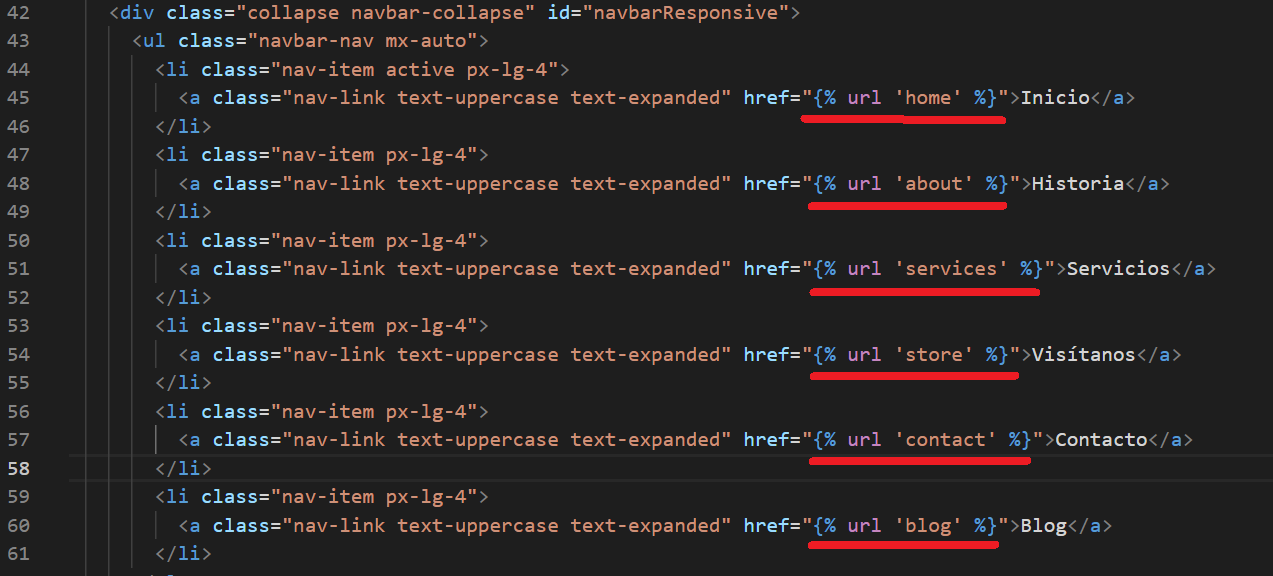 42 <div class="collapse navbar-collapse" id="navbarResponsive">
43 <ul class="navbar-nav mx-auto">
44 <li class="nav-item active px-lg-4">
45 <a class="nav-link text-uppercase text-expanded" href="{% url 'home' %}">Inicio</a>
46 </li>
47 <li class="nav-item px-lg-4">
48 <a class="nav-link text-uppercase text-expanded" href="{% url 'about' %}">Historia</a>
49 </li>
50 <li class="nav-item px-lg-4">
51 <a class="nav-link text-uppercase text-expanded" href="{% url 'services' %}">Servicios</a>
52 </li>
53 <li class="nav-item px-lg-4">
54 <a class="nav-link text-uppercase text-expanded" href="{% url 'store' %}">Visítanos</a>
55 </li>
56 <li class="nav-item px-lg-4">
57 <a class="nav-link text-uppercase text-expanded" href="{% url 'contact' %}">Contacto</a>
58 </li>
59 <li class="nav-item px-lg-4">
60 <a class="nav-link text-uppercase text-expanded" href="{% url 'blog' %}">Blog</a>
61 </li>